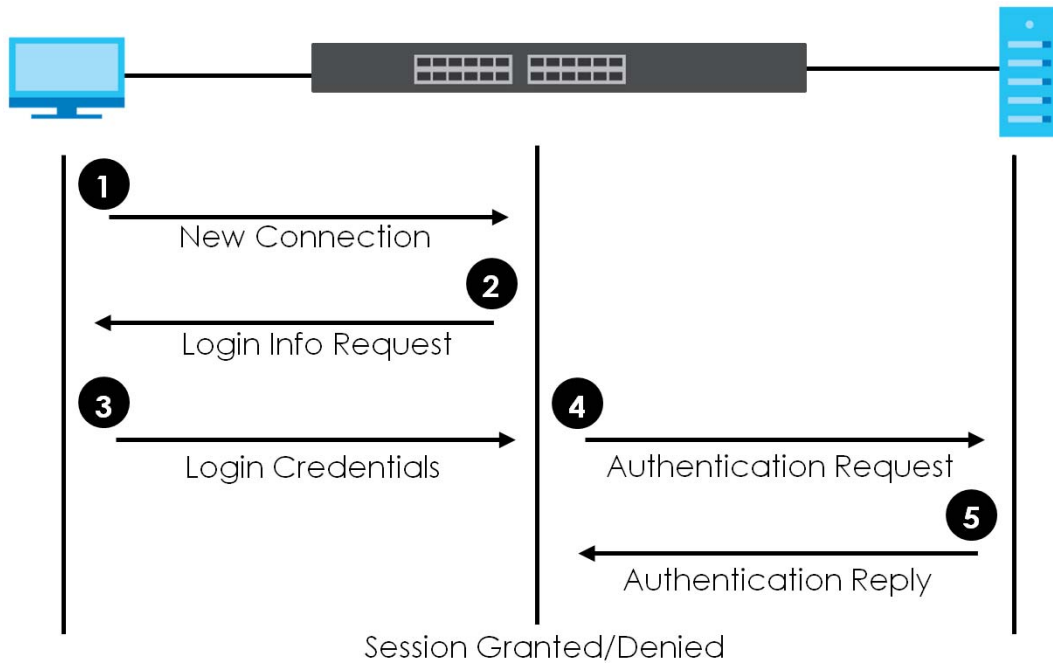 1
New Connection
2
Login Info Request
3
Login Credentials
4
Authentication Request
5
Authentication Reply
Session Granted/Denied